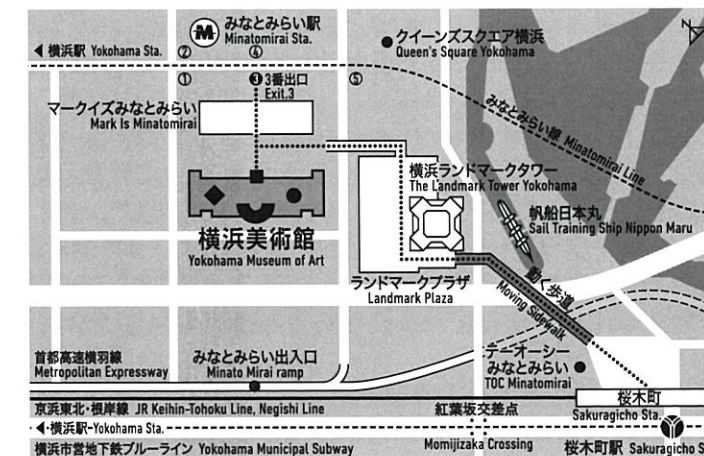 みなとみらい駅
Minatomirai Sta.
クイーンズスクエア横浜
Queen's Square Yokohama
横浜駅 Yokohama Sta.
② ④
① ❸ 3番出口 ⑤
Exit.3
マークイズみなとみらい
Mark Is Minatomirai
みなとみらい線 Minatomirai Line
横浜ランドマークタワー
The Landmark Tower Yokohama
帆船日本丸
Sail Training Ship Nippon Maru
横浜美術館
Yokohama Museum of Art
ランドマークプラザ
Landmark Plaza
動く歩道
Moving Sidewalk
首都高速横羽線
Metropolitan Expressway
みなとみらい出入口
Minato Mirai ramp
テーオーシー
みなとみらい
TOC Minatomirai
桜木町
Sakuragicho Sta.
京浜東北・根岸線 JR Keihin-Tohoku Line, Negishi Line
紅葉坂交差点
Momijizaka Crossing
横浜駅-Yokohama Sta.
横浜市営地下鉄ブルーライン Yokohama Municipal Subway
桜木町駅 Sakuragicho S